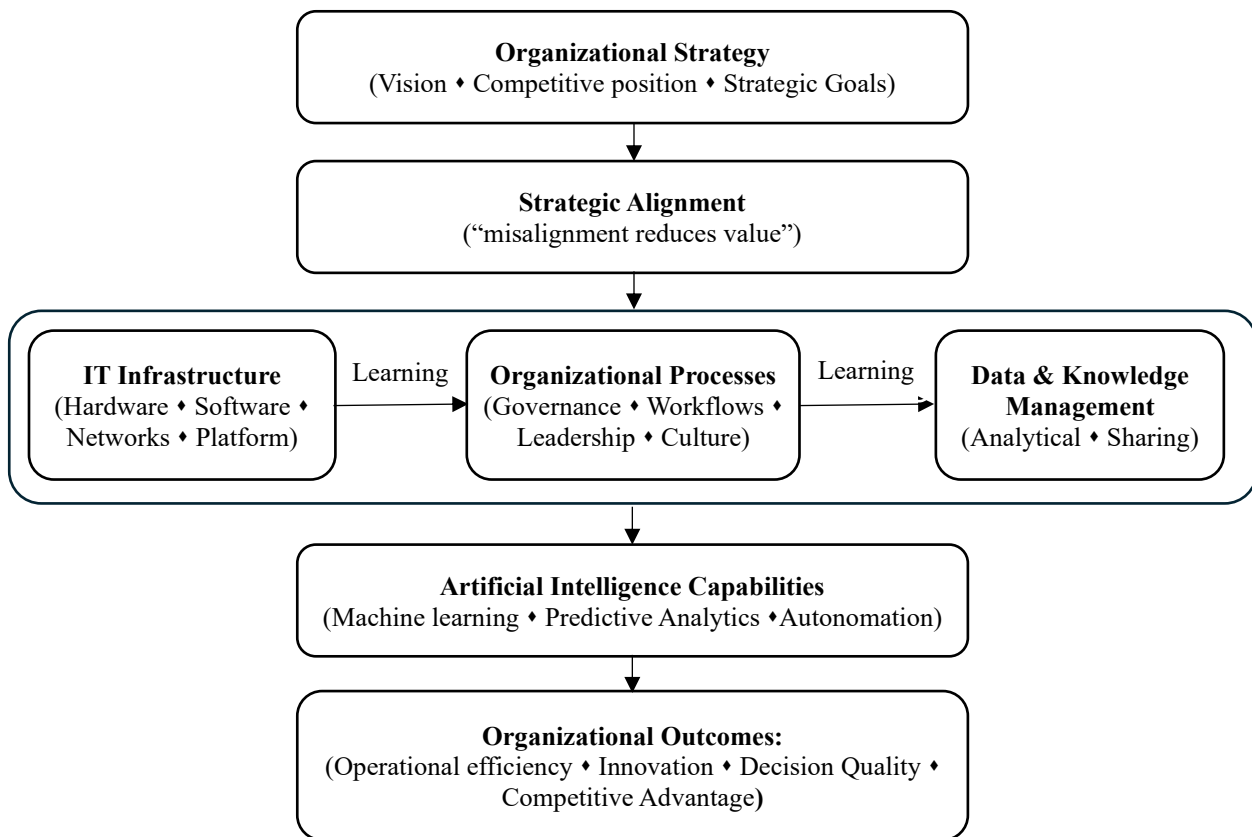 Organizational Strategy
(Vision ⬩ Competitive position ⬩ Strategic Goals)
Strategic Alignment
(“misalignment reduces value”)
IT Infrastructure
(Hardware ⬩ Software ⬩
Networks ⬩ Platform)
Learning
Organizational Processes
(Governance ⬩ Workflows ⬩
Leadership ⬩ Culture)
Learning
Data & Knowledge
Management
(Analytical ⬩ Sharing)
Artificial Intelligence Capabilities
(Machine learning ⬩ Predictive Analytics ⬩Automation)
Organizational Outcomes:
(Operational efficiency ⬩ Innovation ⬩ Decision Quality ⬩
Competitive Advantage)